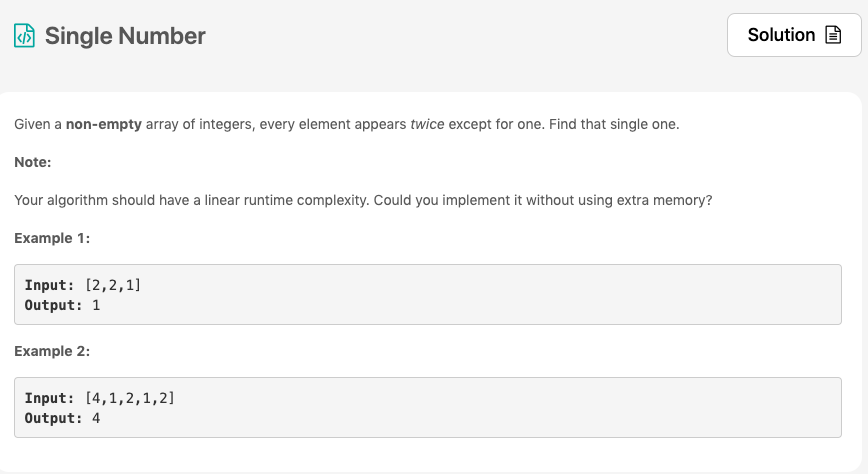 Single Number
Solution
Given a non-empty array of integers, every element appears twice except for one. Find that single one.
Note:
Your algorithm should have a linear runtime complexity. Could you implement it without using extra memory?
Example 1:
Input: [2,2,1]
Output: 1
Example 2:
Input: [4,1,2,1,2]
Output: 4